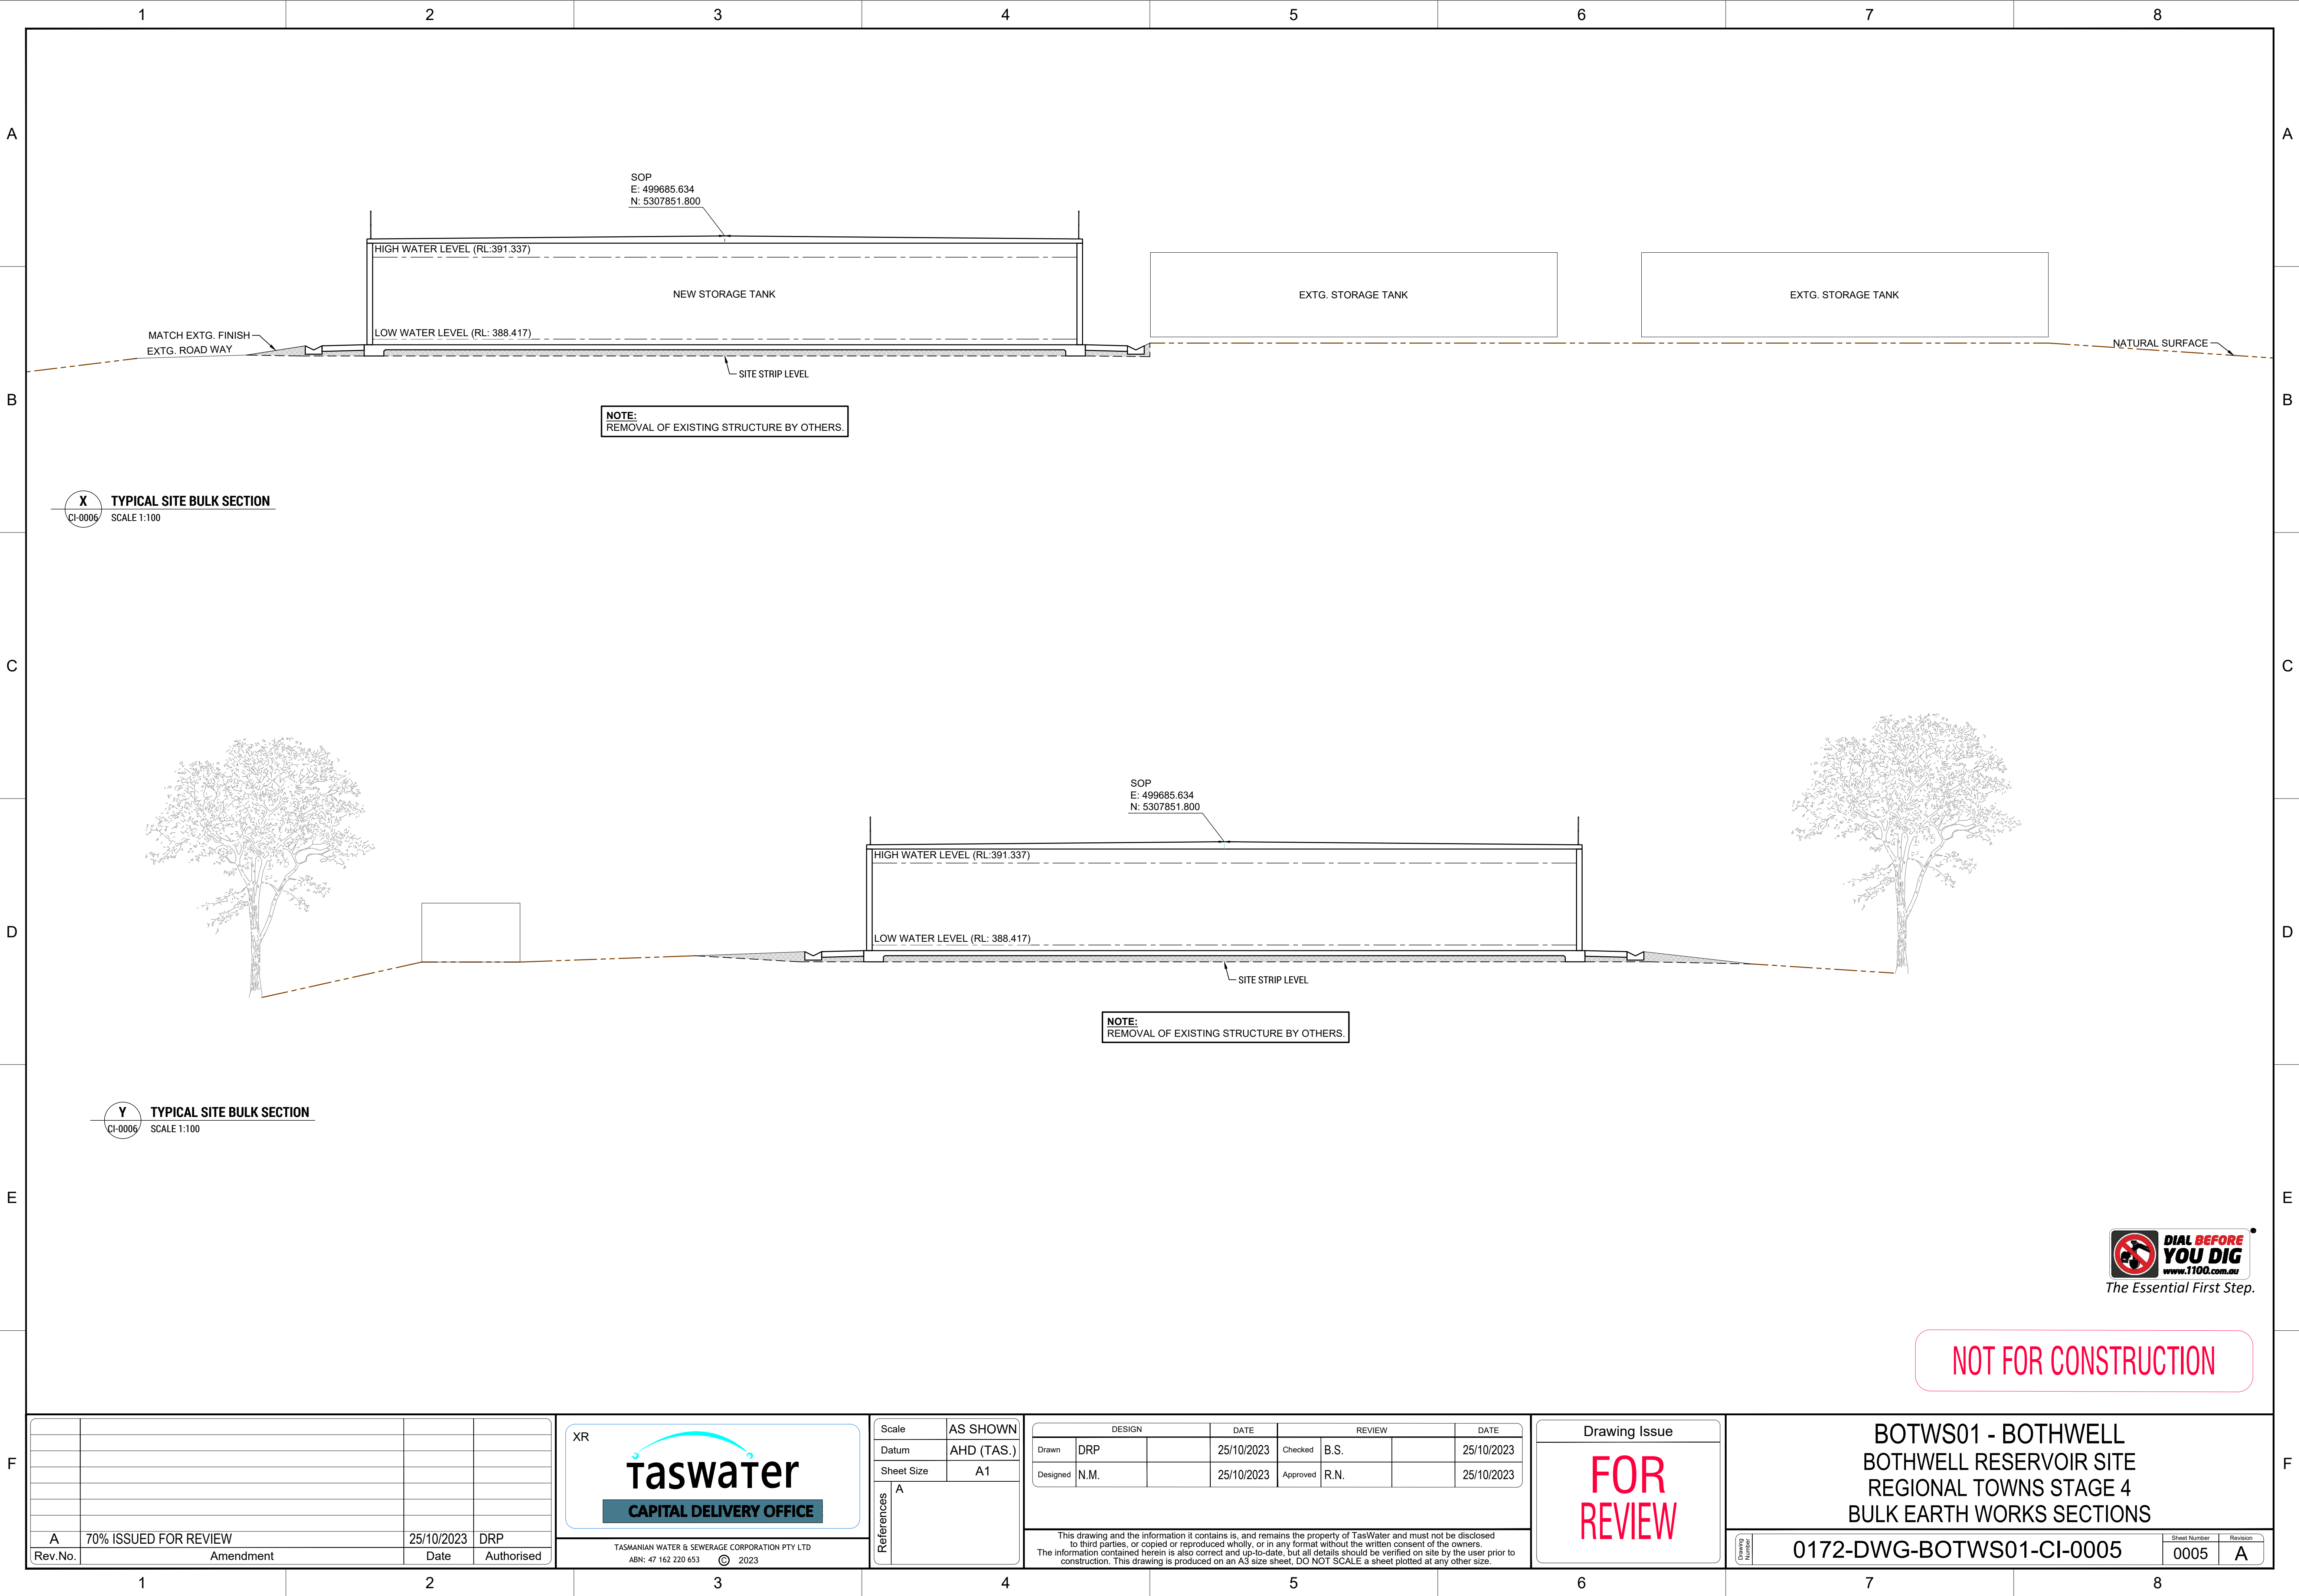 1 2 3 4 5 6 7 8
A A
SOP
E: 499685.634
N: 5307851.800
HIGH WATER LEVEL (RL:391.337)
NEW STORAGE TANK
EXTG. STORAGE TANK
EXTG. STORAGE TANK
LOW WATER LEVEL (RL: 388.417)
MATCH EXTG. FINISH
EXTG. ROAD WAY
NATURAL SURFACE
SITE STRIP LEVEL
B B
NOTE:
REMOVAL OF EXISTING STRUCTURE BY OTHERS.
X
CI-0006
TYPICAL SITE BULK SECTION
SCALE 1:100
C C
SOP
E: 499685.634
N: 5307851.800
HIGH WATER LEVEL (RL:391.337)
LOW WATER LEVEL (RL: 388.417)
D D
SITE STRIP LEVEL
NOTE:
REMOVAL OF EXISTING STRUCTURE BY OTHERS.
Y
CI-0006
TYPICAL SITE BULK SECTION
SCALE 1:100
E E
DIAL BEFORE
YOU DIG
www.1100.com.au
The Essential First Step.
NOT FOR CONSTRUCTION
F F
A 70% ISSUED FOR REVIEW 25/10/2023 DRP
Rev.No. Amendment Date Authorised
XR
Taswater
CAPITAL DELIVERY OFFICE
TASMANIAN WATER & SEWERAGE CORPORATION PTY LTD
ABN: 47 162 220 653 © 2023
Scale AS SHOWN
Datum AHD (TAS.)
Sheet Size A1
References
A
DESIGN DATE REVIEW DATE
Drawn DRP 25/10/2023 Checked B.S. 25/10/2023
Designed N.M. 25/10/2023 Approved R.N. 25/10/2023
This drawing and the information it contains is, and remains the property of TasWater and must not be disclosed
to third parties, or copied or reproduced wholly, or in any format without the written consent of the owners.
The information contained herein is also correct and up-to-date, but all details should be verified on site by the user prior to
construction. This drawing is produced on an A3 size sheet, DO NOT SCALE a sheet plotted at any other size.
Drawing Issue
FOR
REVIEW
BOTWS01 - BOTHWELL
BOTHWELL RESERVOIR SITE
REGIONAL TOWNS STAGE 4
BULK EARTH WORKS SECTIONS
Drawing
Number
0172-DWG-BOTWS01-CI-0005
Sheet Number
0005
Revision
A
1 2 3 4 5 6 7 8